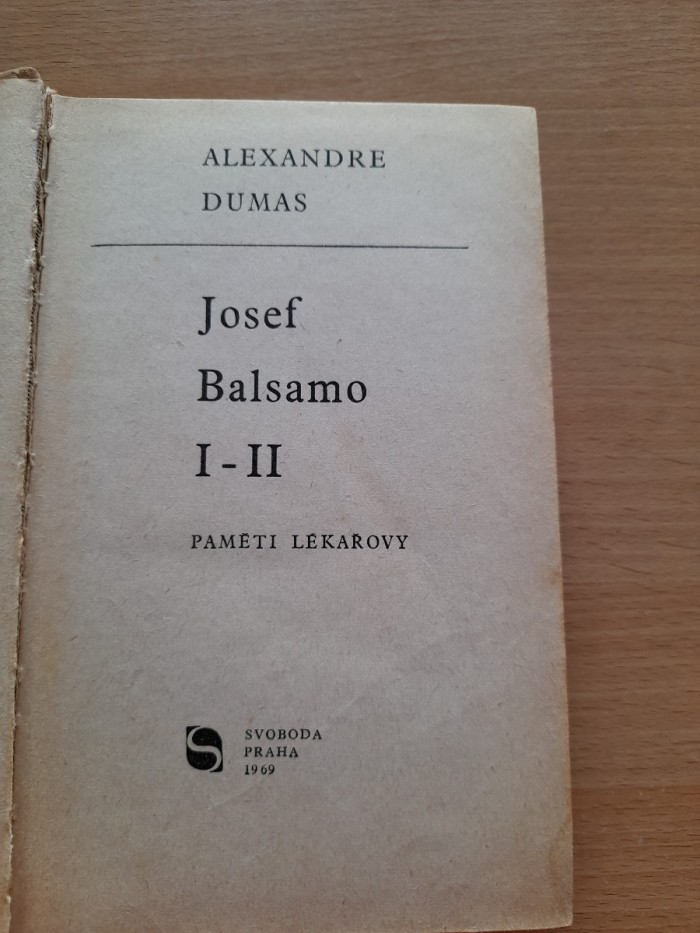 ALEXANDRE
DUMAS
Josef
Balsamo
I-II
PAMĚTI LÉKAŘOVY
SVOBODA
PRAHA
1969